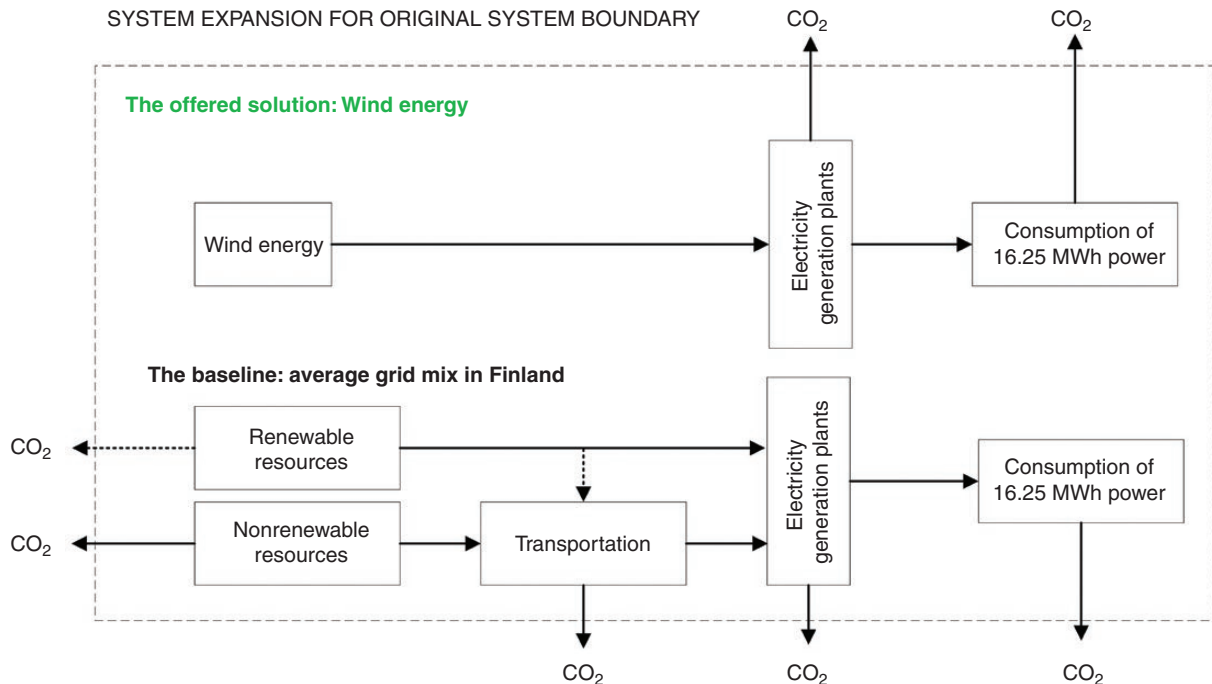 SYSTEM EXPANSION FOR ORIGINAL SYSTEM BOUNDARY
CO2
CO2
The offered solution: Wind energy
Wind energy
Electricity
generation plants
Consumption of
16.25 MWh power
The baseline: average grid mix in Finland
CO2
Renewable
resources
Electricity
generation plants
Consumption of
16.25 MWh power
CO2
Nonrenewable
resources
Transportation
CO2
CO2
CO2